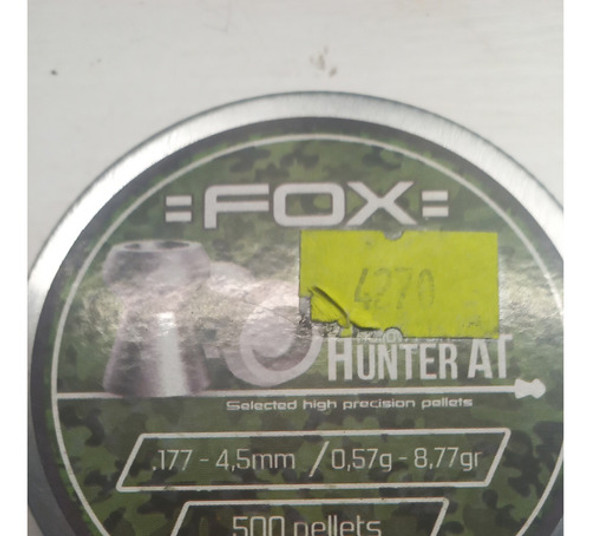 =FOX=
4270
HUNTER AT
Selected high precision pellets
.177 - 4,5mm / 0,57g - 8,77gr
500 pellets